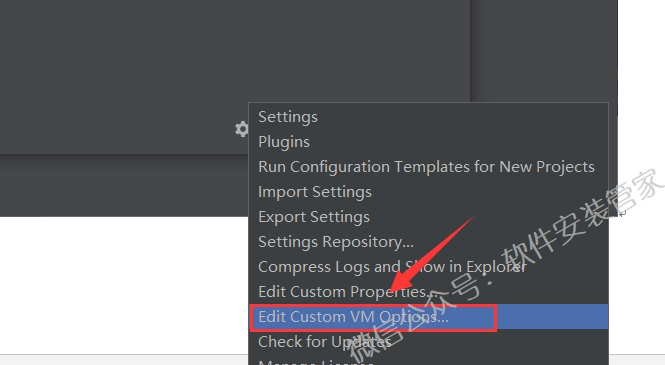 Settings
Plugins
Run Configuration Templates for New Projects
Import Settings
Export Settings
Settings Repository...
Compress Logs and Show in Explorer
Edit Custom Properties...
Edit Custom VM Options...
Check for Updates
Manage License...
微信公众号：软件安装管家